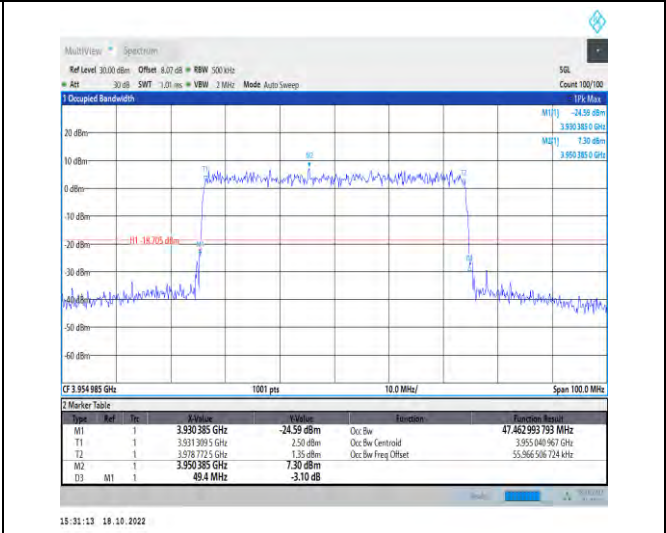 MultiView Spectrum
Ref Level 30.00 dBm Offset 8.07 dB RBW 500 kHz SGL
Att 30 dB SWT 1.01 ms VBW 2 MHz Mode Auto Sweep Count 100/100
1 Occupied Bandwidth 1Pk Max
M1[1] -24.59 dBm
3.930 385 0 GHz
M2[1] 7.30 dBm
3.950 385 0 GHz
20 dBm
10 dBm
M2
T1 T2
0 dBm
-10 dBm
-20 dBm H1 -18.705 dBm M1
-30 dBm
-40 dBm
-50 dBm
-60 dBm
CF 3.954 985 GHz 1001 pts 10.0 MHz/ Span 100.0 MHz
2 Marker Table
Type Ref Trc X-Value Y-Value Function Function Result
M1 1 3.930 385 GHz -24.59 dBm Occ Bw 47.462 993 793 MHz
T1 1 3.931 309 5 GHz 2.50 dBm Occ Bw Centroid 3.955 040 967 GHz
T2 1 3.978 772 5 GHz 1.35 dBm Occ Bw Freq Offset 55.966 506 724 kHz
M2 1 3.950 385 GHz 7.30 dBm
D3 M1 1 49.4 MHz -3.10 dB
15:31:13 18.10.2022